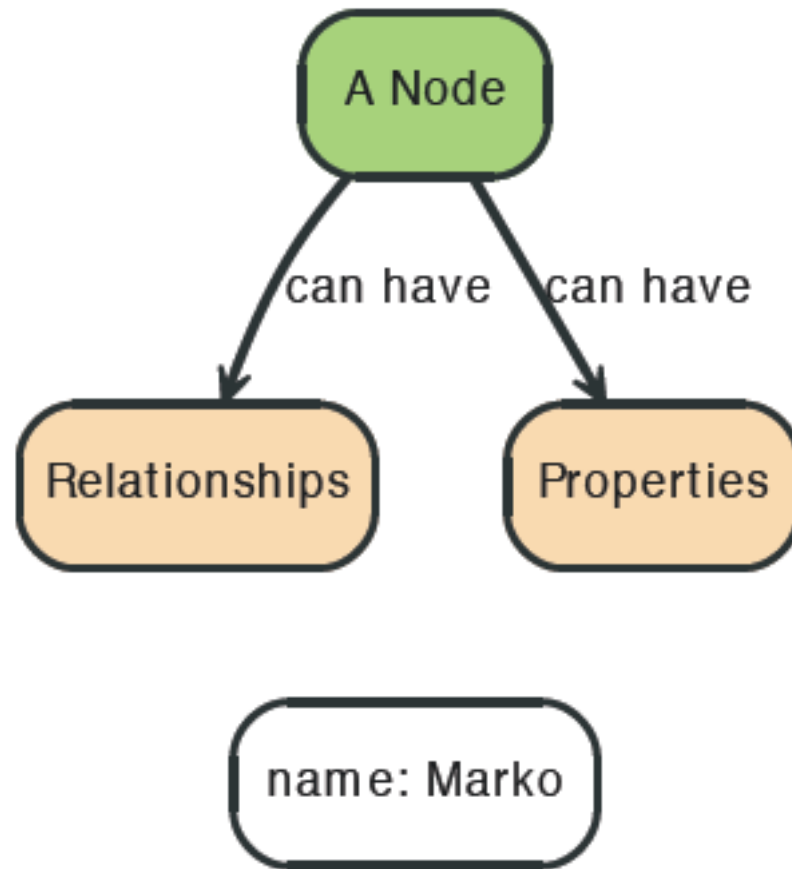 A Node
can have
can have
Relationships
Properties
name: Marko